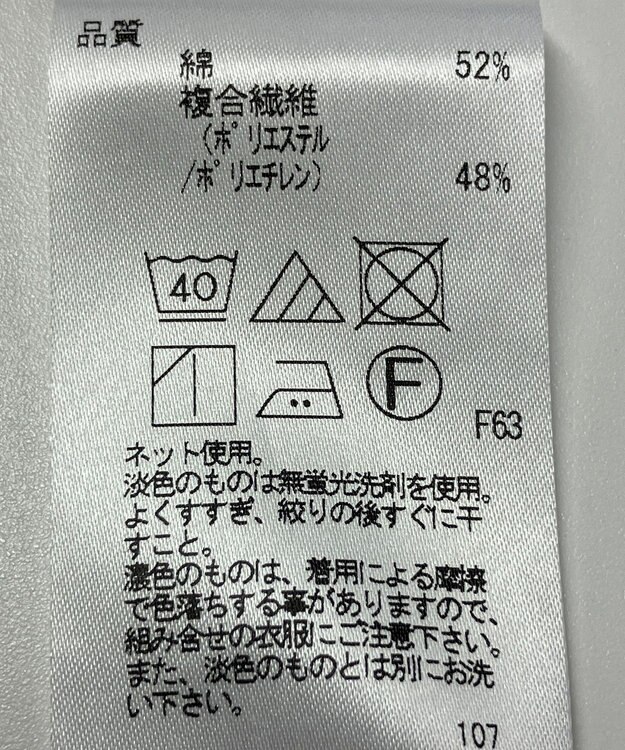 品質
綿 52%
複合繊維
(ポリエステル
/ポリエチレン) 48%
40
F
F63
ネット使用。
淡色のものは無蛍光洗剤を使用。
よくすすぎ、絞りの後すぐに干
すこと。
濃色のものは、着用による摩擦
で色落ちする事がありますので、
組み合せの衣服にご注意下さい。
また、淡色のものとは別にお洗
い下さい。
107